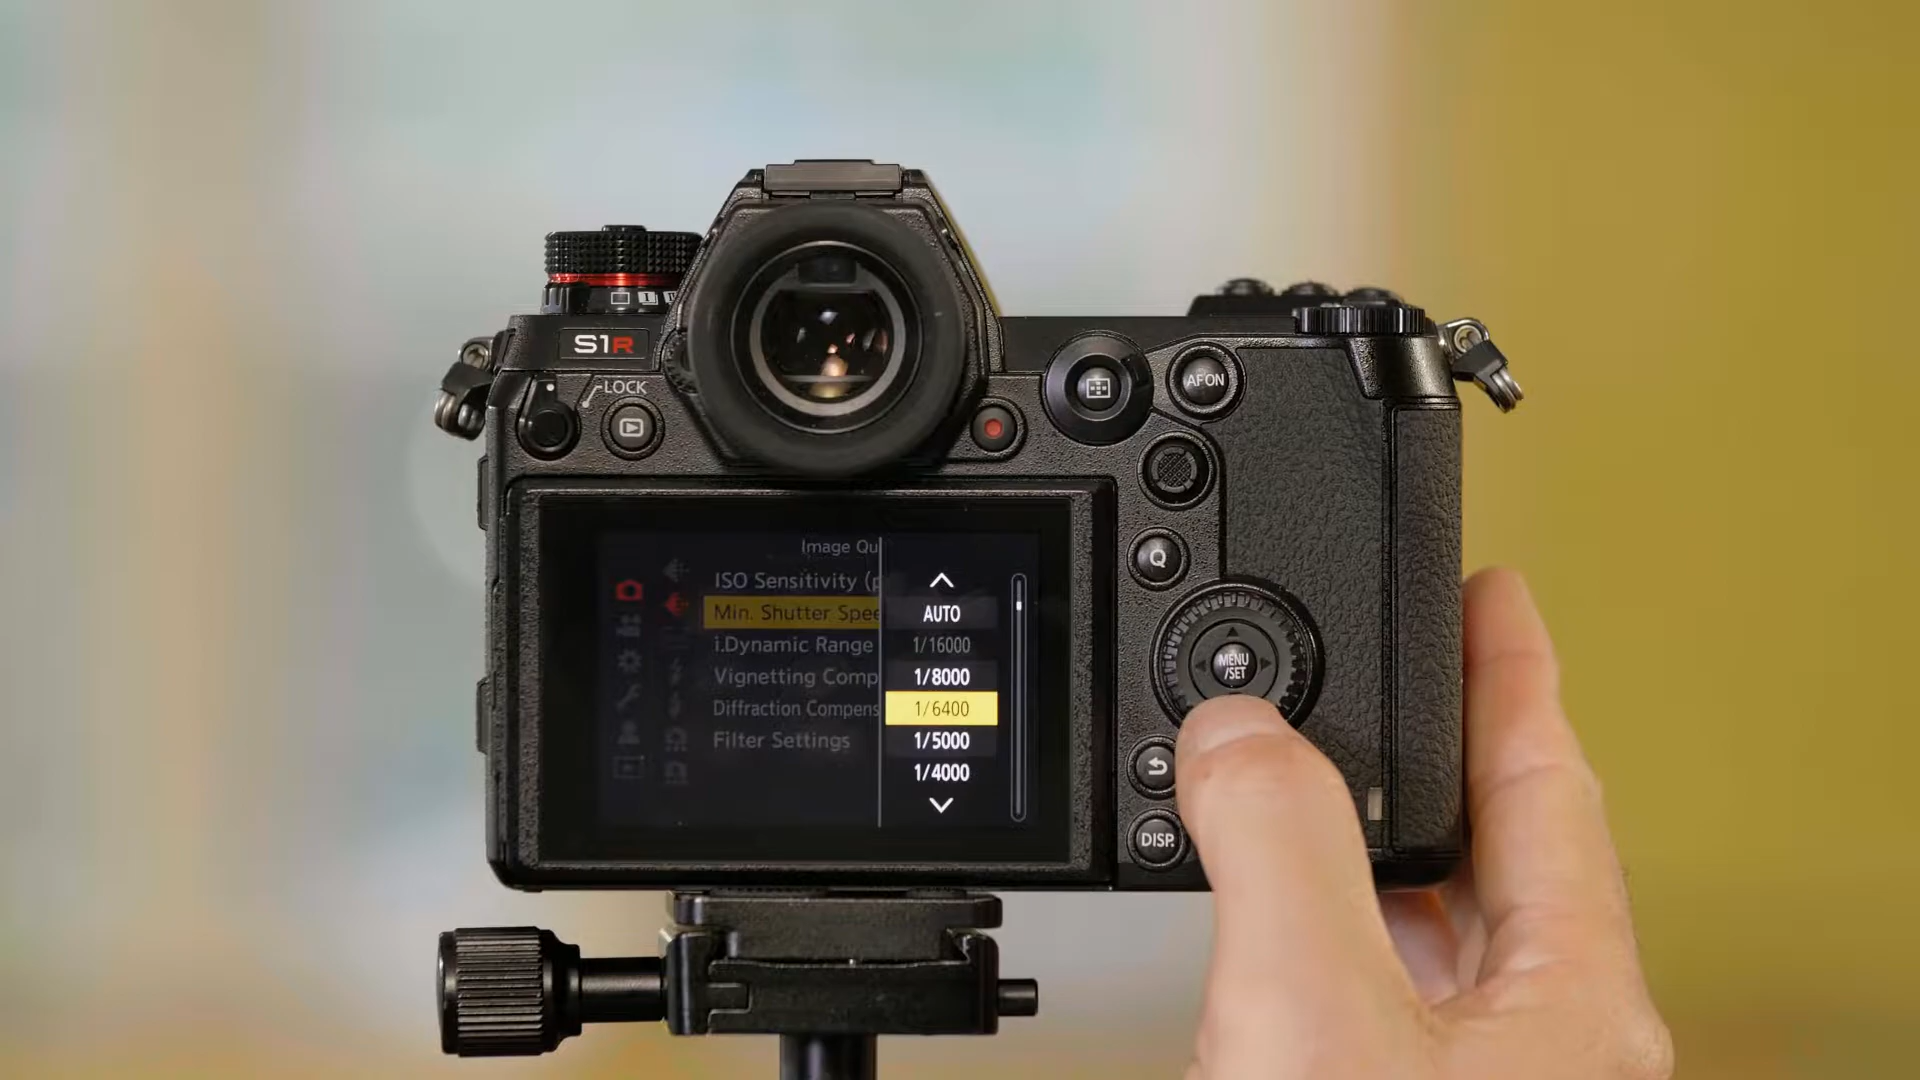 S1R
LOCK
AF ON
Q
MENU
/SET
DISP.
Image Qu
ISO Sensitivity (p
Min. Shutter Spee
i.Dynamic Range
Vignetting Comp
Diffraction Compens
Filter Settings
AUTO
1/16000
1/8000
1/6400
1/5000
1/4000